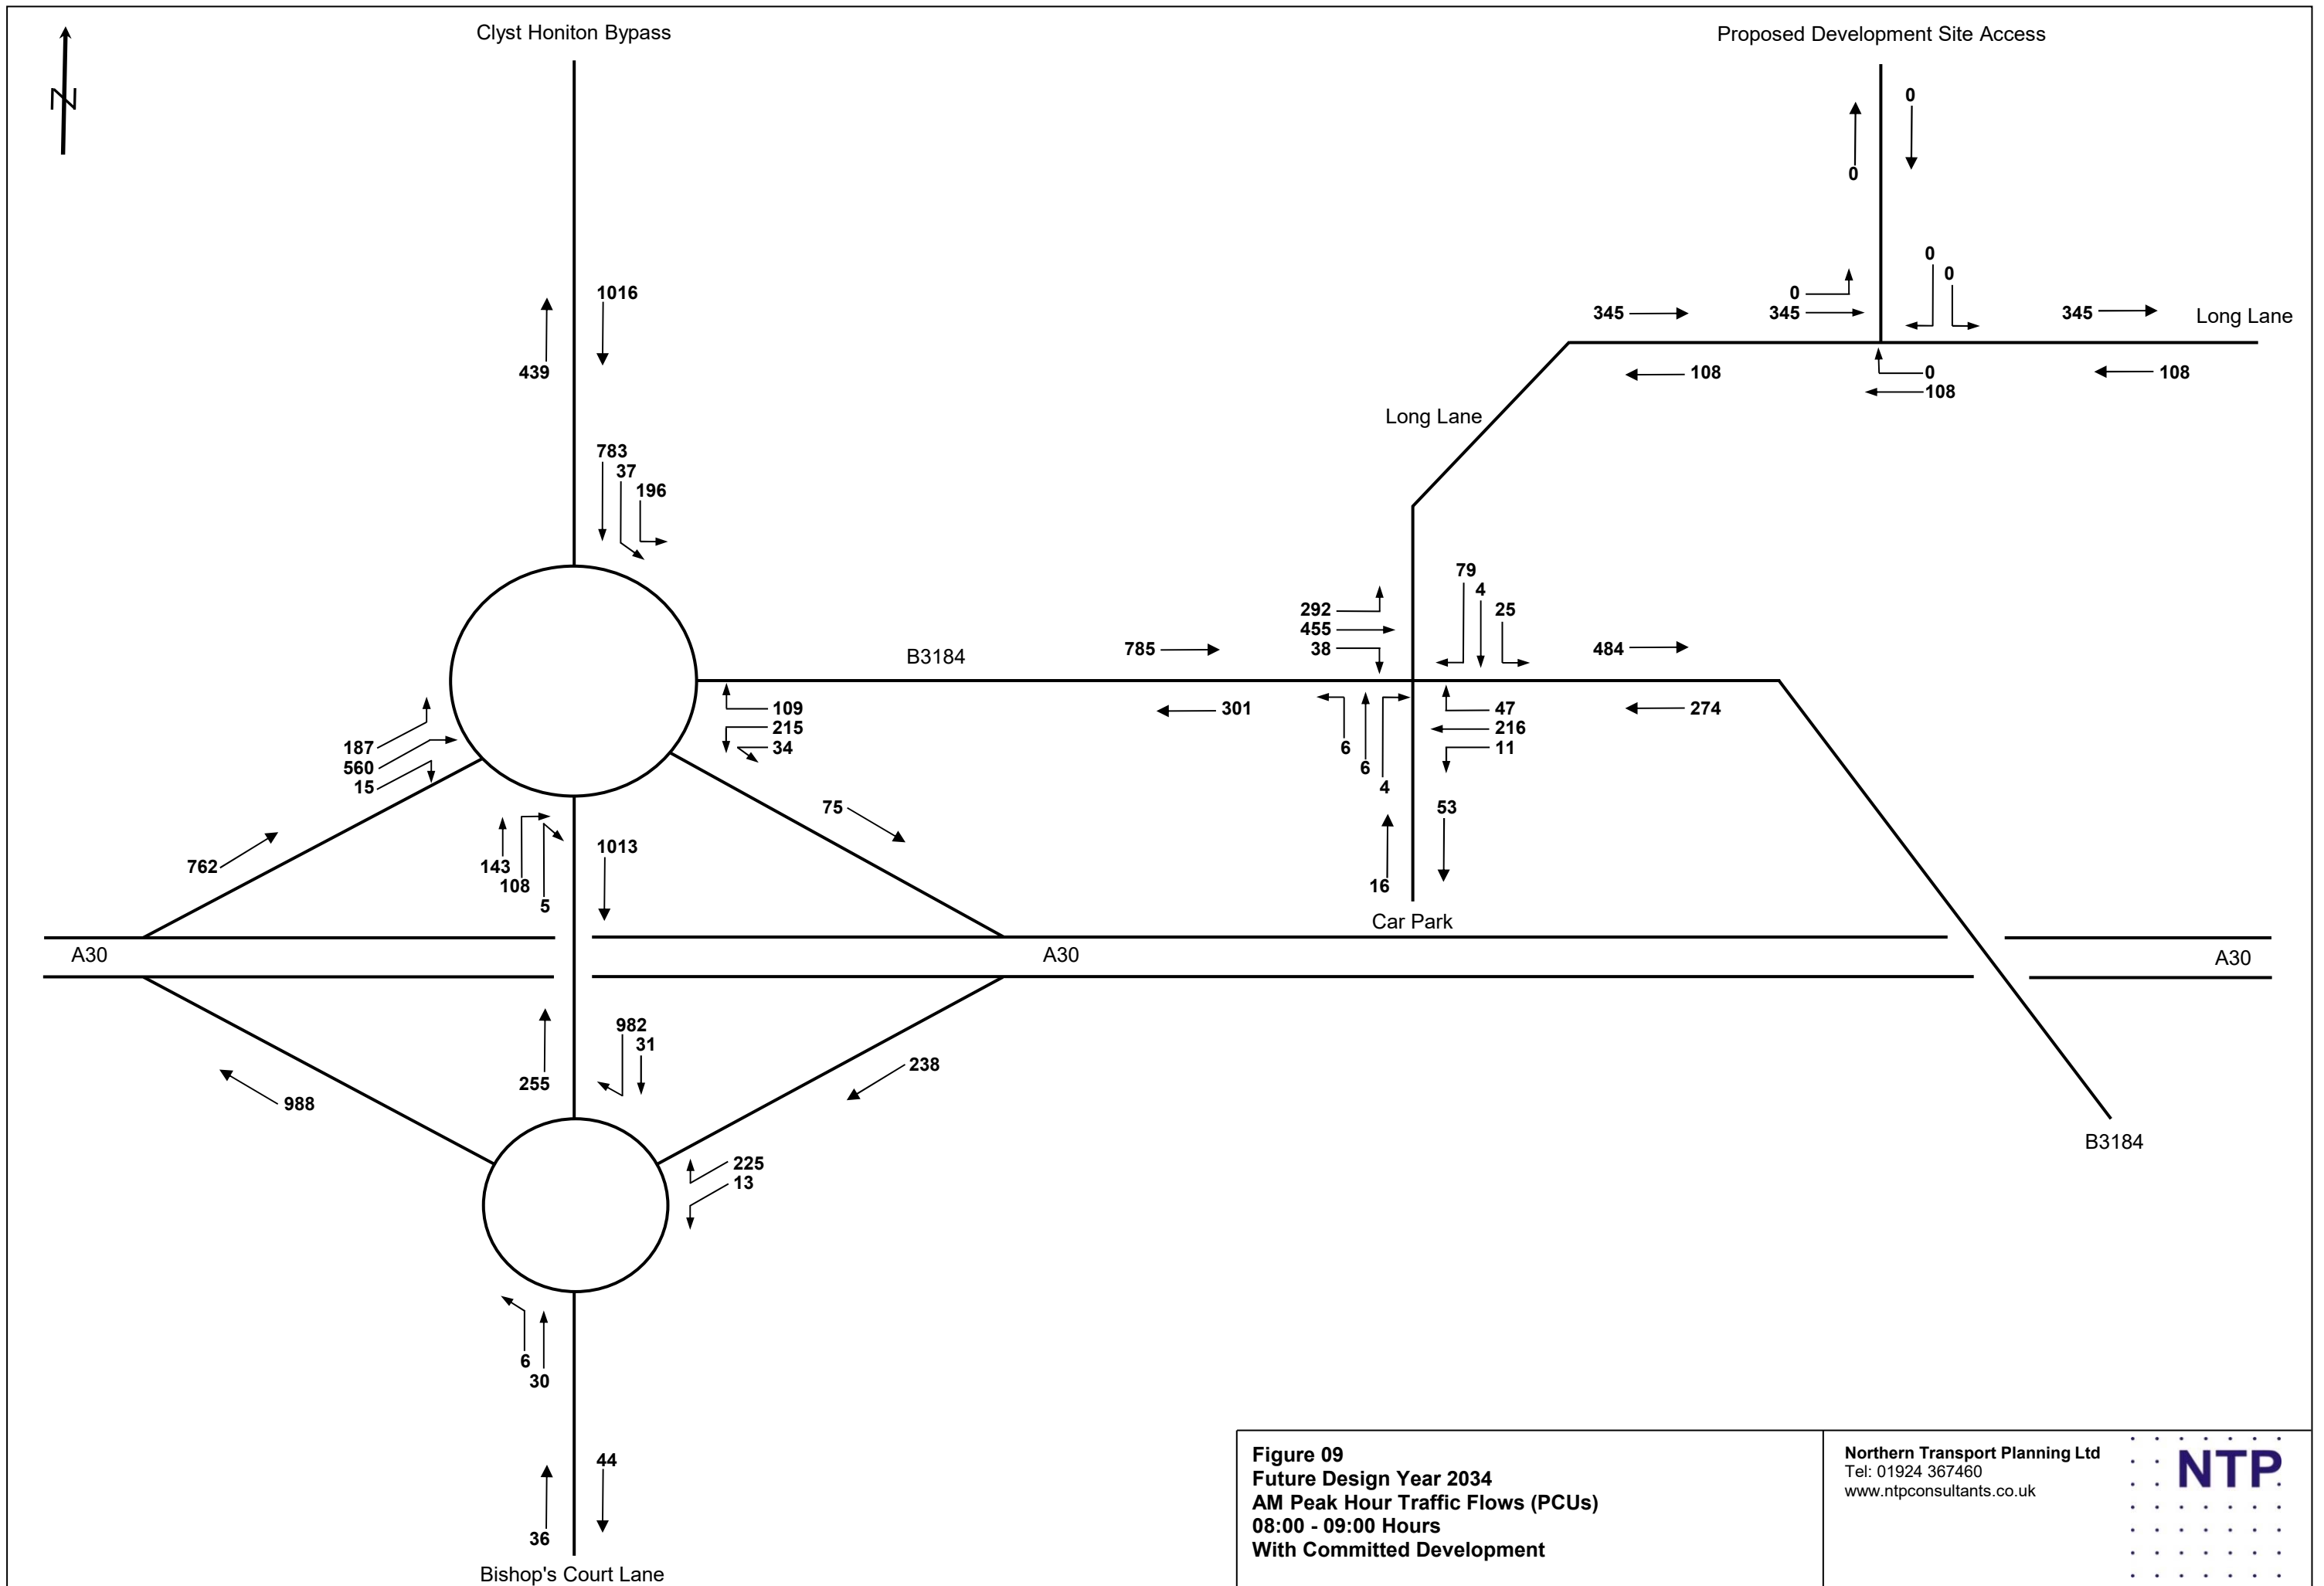 Clyst Honiton Bypass
Proposed Development Site Access
N
0
0
1016
439
0
0
0
345
345
345
Long Lane
108
0
108
108
Long Lane
783
37
196
79
4
25
292
455
38
785
484
B3184
301
109
215
34
6
6
4
47
216
11
274
187
560
15
762
143
108
5
1013
75
53
16
Car Park
A30
A30
A30
982
31
255
238
988
B3184
225
13
6
30
44
36
Bishop's Court Lane
Figure 09
Future Design Year 2034
AM Peak Hour Traffic Flows (PCUs)
08:00 - 09:00 Hours
With Committed Development
Northern Transport Planning Ltd
Tel: 01924 367460
www.ntpconsultants.co.uk
NTP